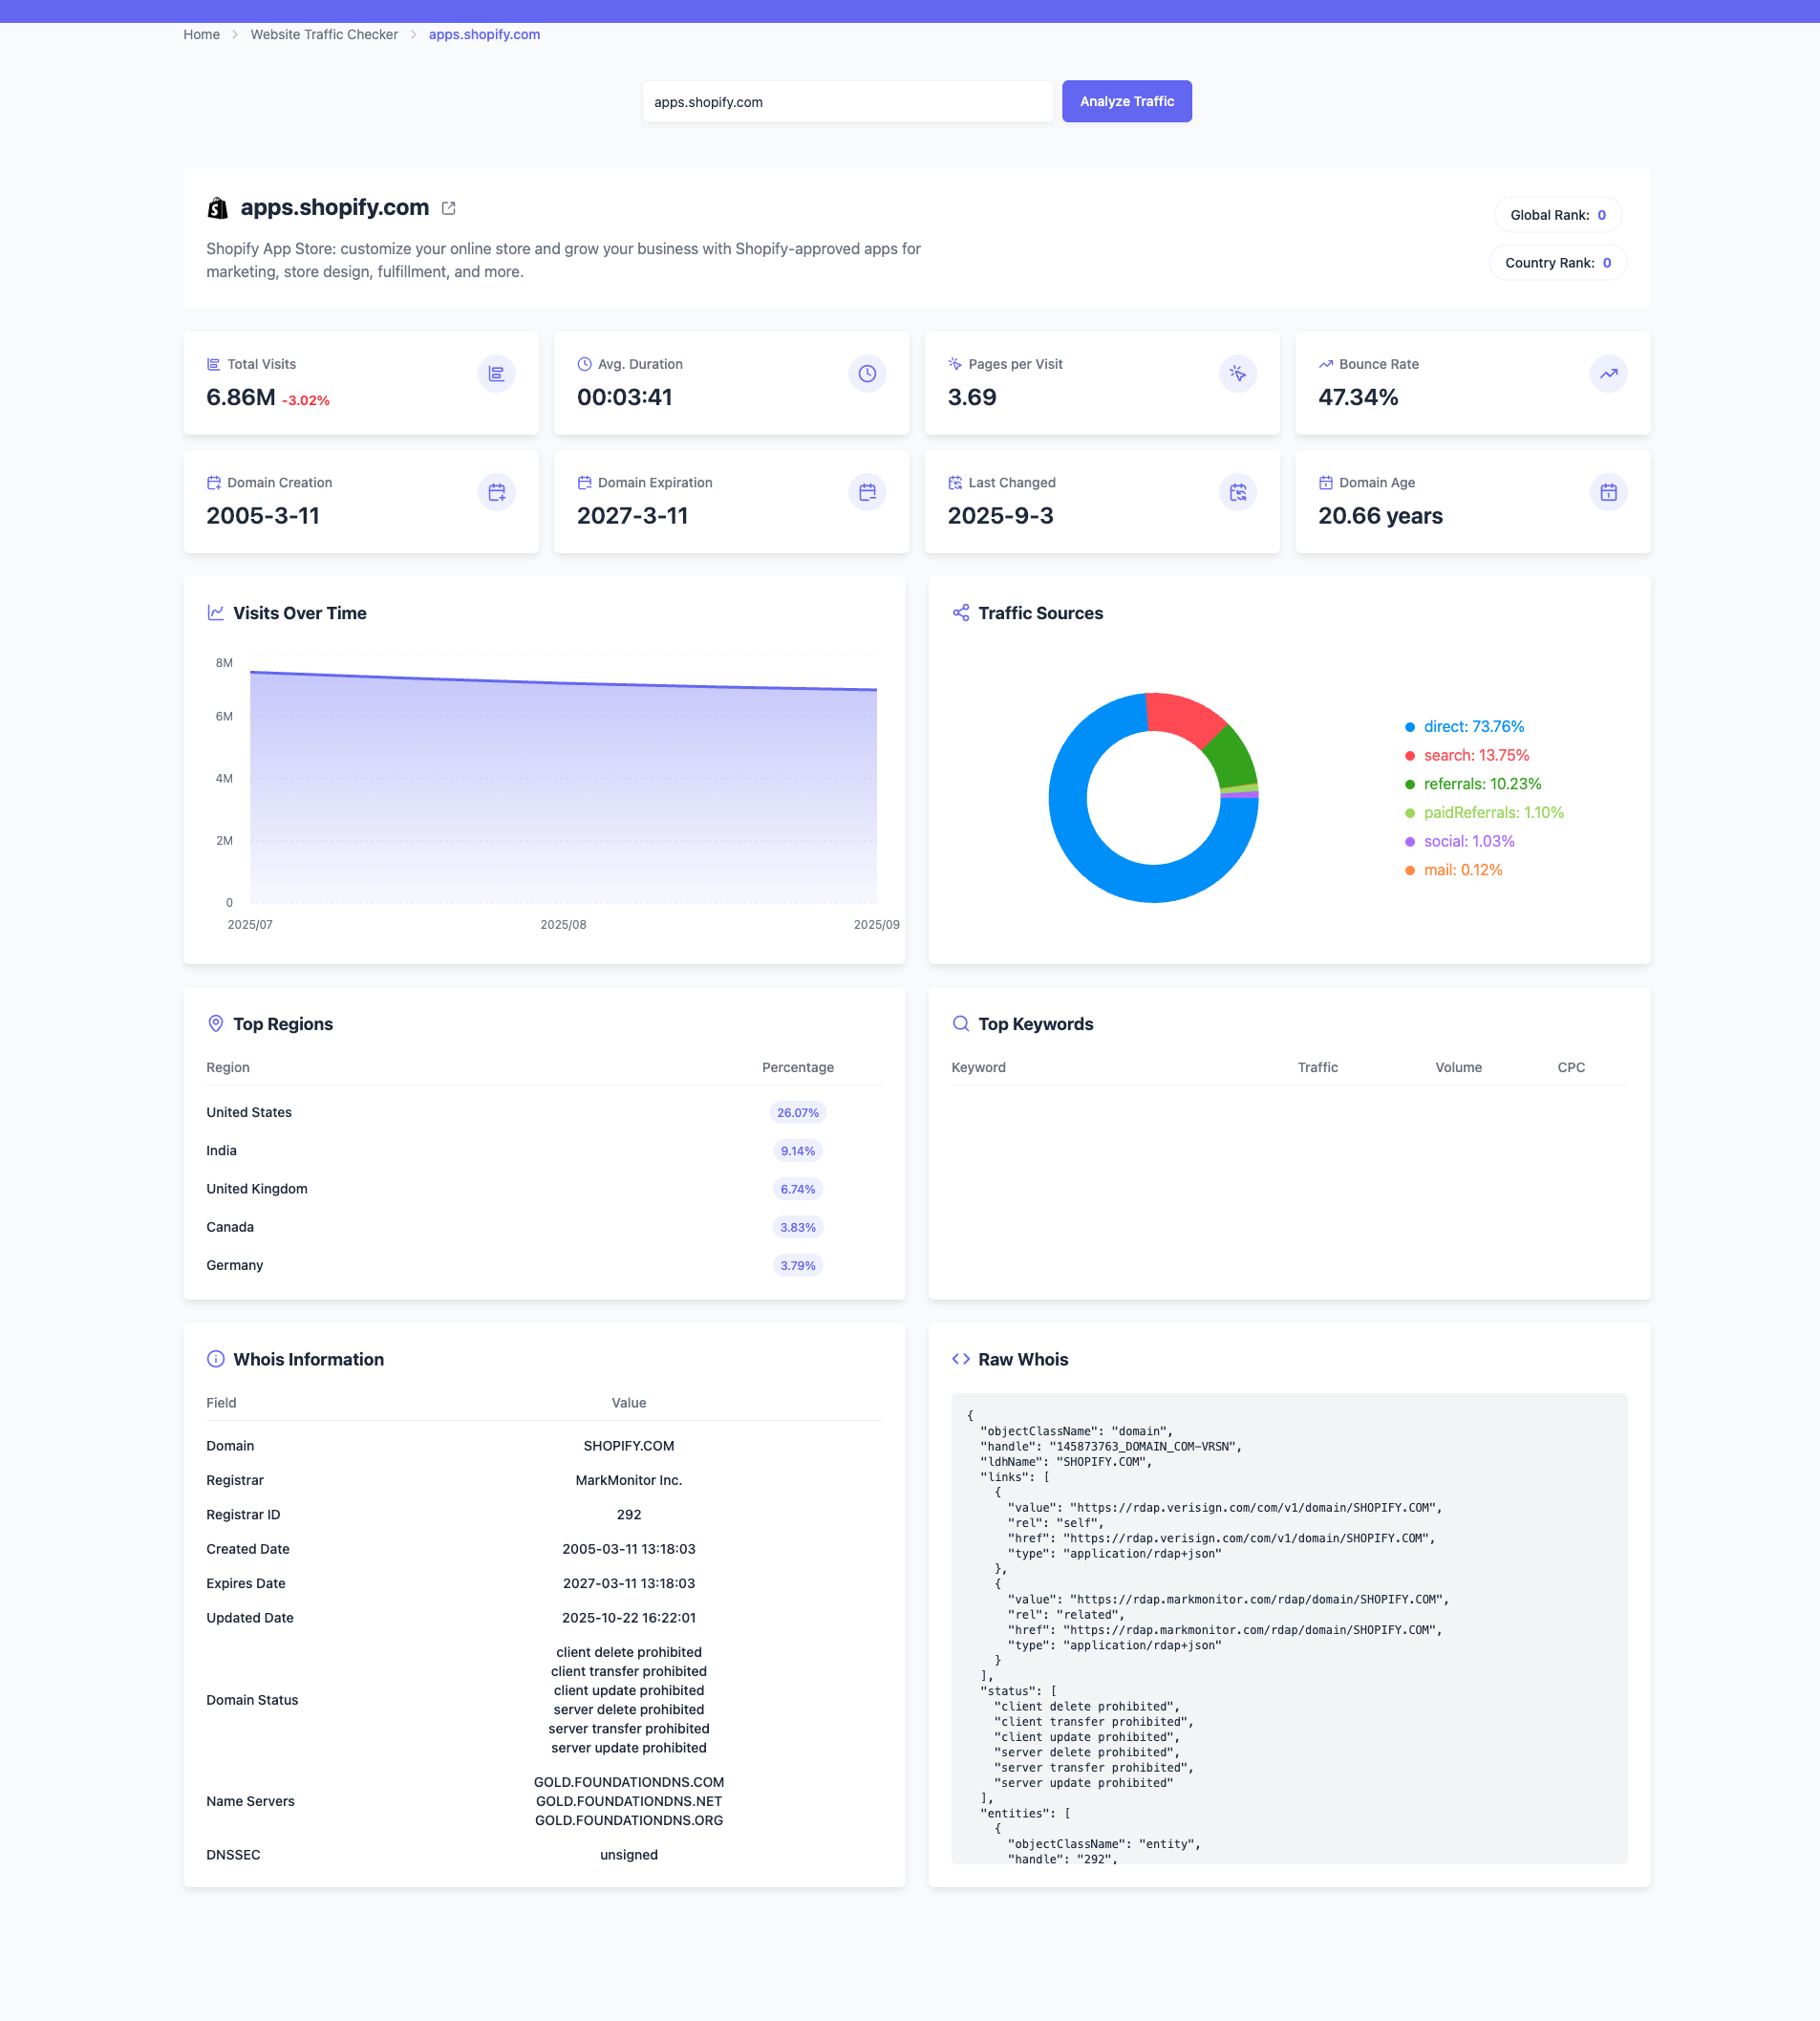 Home
Website Traffic Checker
apps.shopify.com
apps.shopify.com
Analyze Traffic
apps.shopify.com
Shopify App Store: customize your online store and grow your business with Shopify-approved apps for
marketing, store design, fulfillment, and more.
Global Rank: 0
Country Rank: 0
Total Visits
6.86M -3.02%
Avg. Duration
00:03:41
Pages per Visit
3.69
Bounce Rate
47.34%
Domain Creation
2005-3-11
Domain Expiration
2027-3-11
Last Changed
2025-9-3
Domain Age
20.66 years
Visits Over Time
8M
6M
4M
2M
0
2025/07
2025/08
2025/09
Traffic Sources
direct: 73.76%
search: 13.75%
referrals: 10.23%
paidReferrals: 1.10%
social: 1.03%
mail: 0.12%
Top Regions
Region Percentage
United States 26.07%
India 9.14%
United Kingdom 6.74%
Canada 3.83%
Germany 3.79%
Top Keywords
Keyword Traffic Volume CPC
Whois Information
Field Value
Domain SHOPIFY.COM
Registrar MarkMonitor Inc.
Registrar ID 292
Created Date 2005-03-11 13:18:03
Expires Date 2027-03-11 13:18:03
Updated Date 2025-10-22 16:22:01
Domain Status
client delete prohibited
client transfer prohibited
client update prohibited
server delete prohibited
server transfer prohibited
server update prohibited
Name Servers
GOLD.FOUNDATIONDNS.COM
GOLD.FOUNDATIONDNS.NET
GOLD.FOUNDATIONDNS.ORG
DNSSEC unsigned
Raw Whois
{
"objectClassName": "domain",
"handle": "145873763_DOMAIN_COM-VRSN",
"ldhName": "SHOPIFY.COM",
"links": [
{
"value": "https://rdap.verisign.com/com/v1/domain/SHOPIFY.COM",
"rel": "self",
"href": "https://rdap.verisign.com/com/v1/domain/SHOPIFY.COM",
"type": "application/rdap+json"
},
{
"value": "https://rdap.markmonitor.com/rdap/domain/SHOPIFY.COM",
"rel": "related",
"href": "https://rdap.markmonitor.com/rdap/domain/SHOPIFY.COM",
"type": "application/rdap+json"
}
],
"status": [
"client delete prohibited",
"client transfer prohibited",
"client update prohibited",
"server delete prohibited",
"server transfer prohibited",
"server update prohibited"
],
"entities": [
{
"objectClassName": "entity",
"handle": "292",